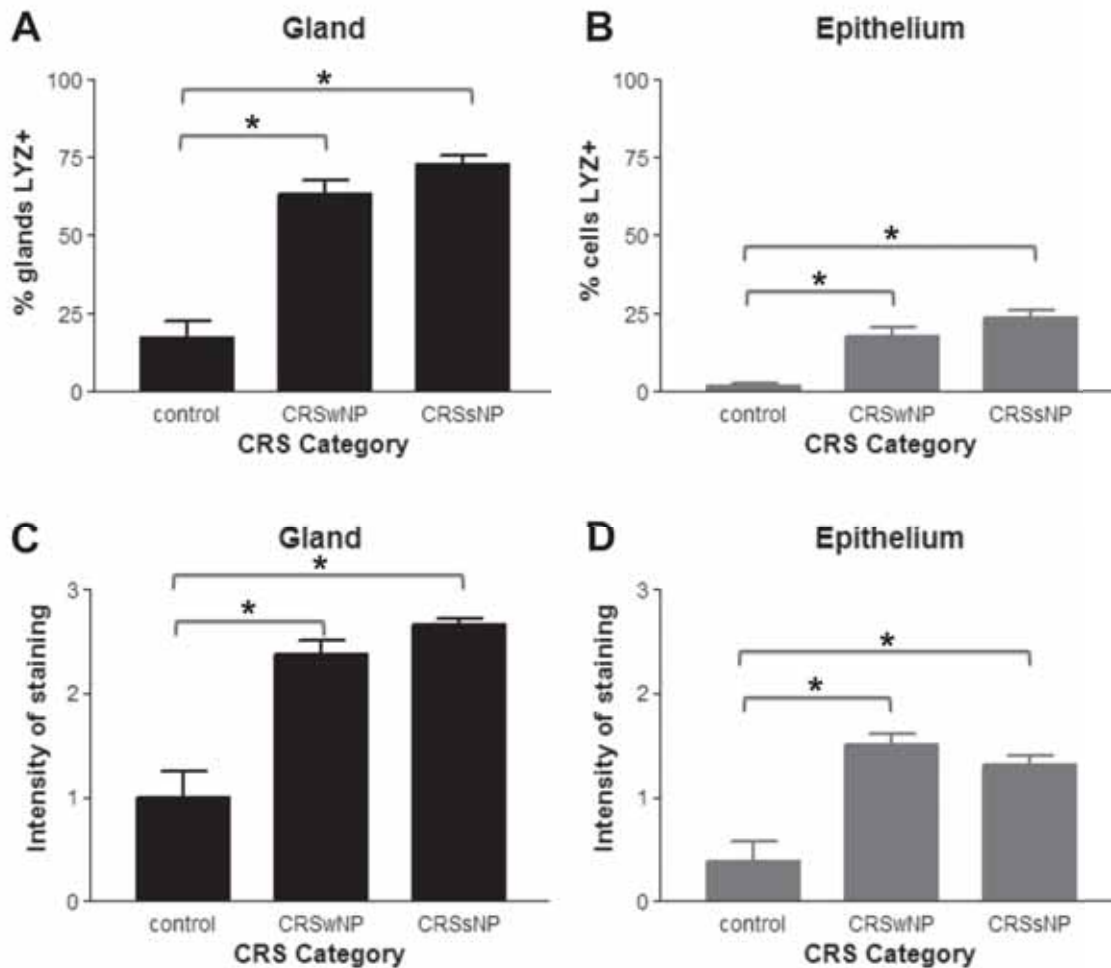 A
Gland
% glands LYZ+
100
75
50
25
0
*
*
control CRSwNP CRSsNP
CRS Category
B
Epithelium
% cells LYZ+
100
75
50
25
0
*
*
control CRSwNP CRSsNP
CRS Category
C
Gland
Intensity of staining
3
2
1
0
*
*
control CRSwNP CRSsNP
CRS Category
D
Epithelium
Intensity of staining
3
2
1
0
*
*
control CRSwNP CRSsNP
CRS Category